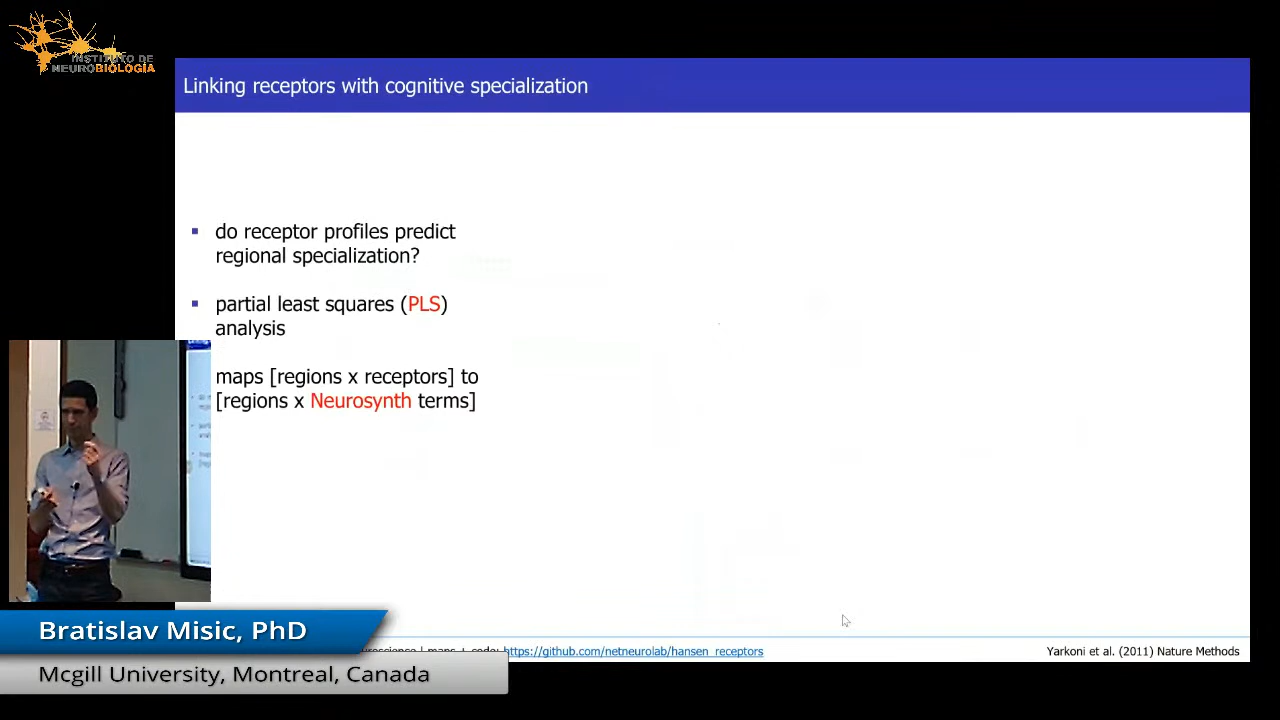 INSTITUTO DE
NEUROBIOLOGÍA
Linking receptors with cognitive specialization
▪ do receptor profiles predict
regional specialization?
▪ partial least squares (PLS)
analysis
maps [regions x receptors] to
[regions x Neurosynth terms]
Bratislav Misic, PhD
Mcgill University, Montreal, Canada
| maps + code: https://github.com/netneurolab/hansen_receptors
Yarkoni et al. (2011) Nature Methods